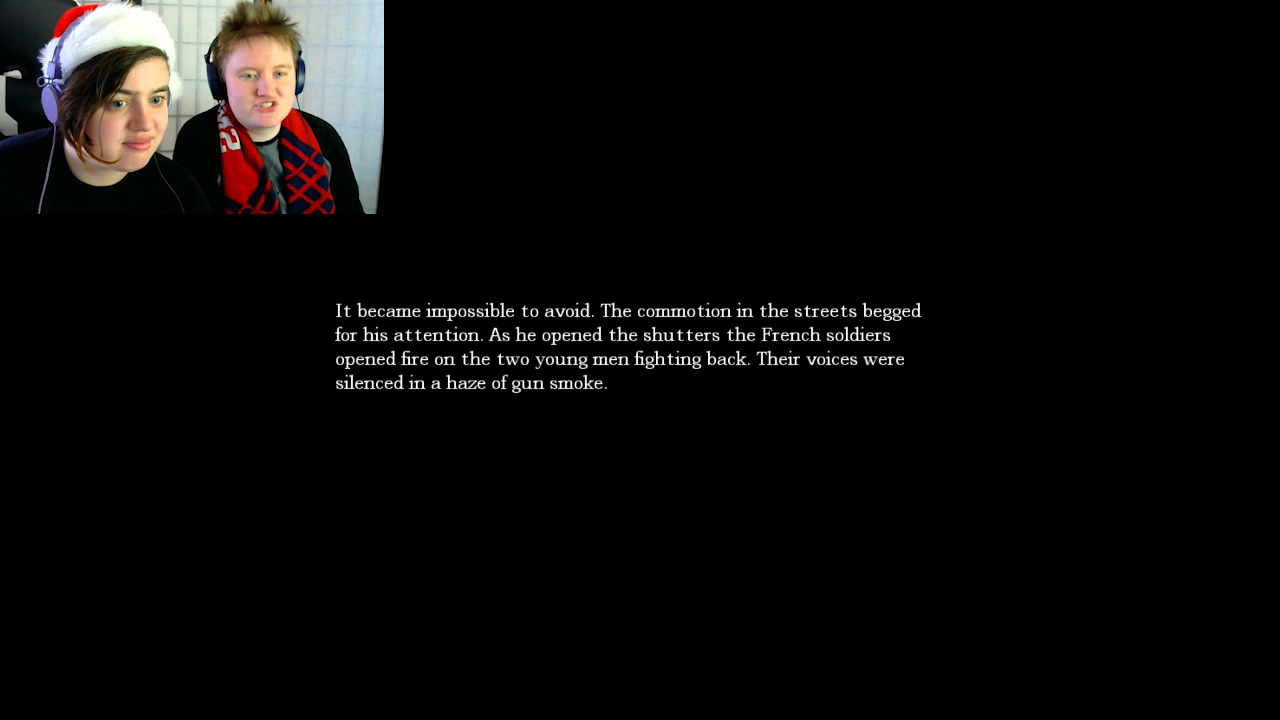 It became impossible to avoid. The commotion in the streets begged
for his attention. As he opened the shutters the French soldiers
opened fire on the two young men fighting back. Their voices were
silenced in a haze of gun smoke.